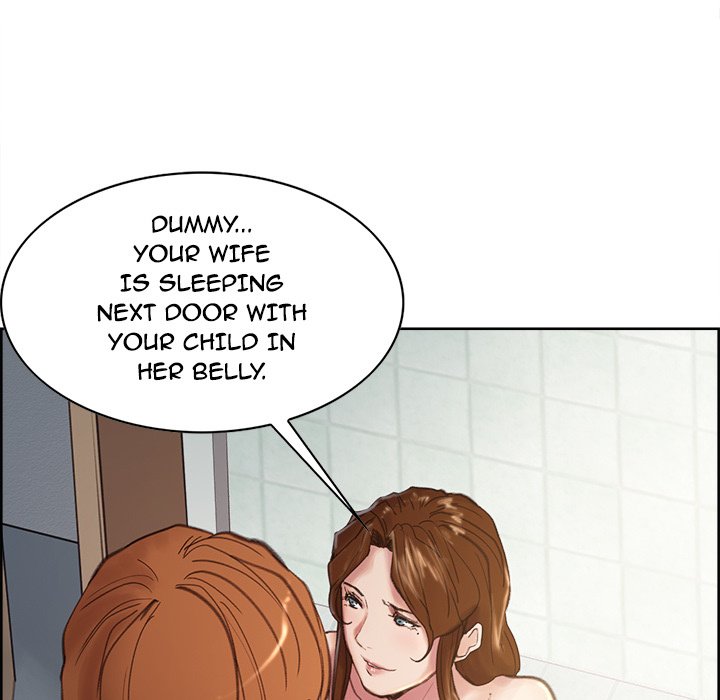 DUMMY...
YOUR WIFE
IS SLEEPING
NEXT DOOR WITH
YOUR CHILD IN
HER BELLY.